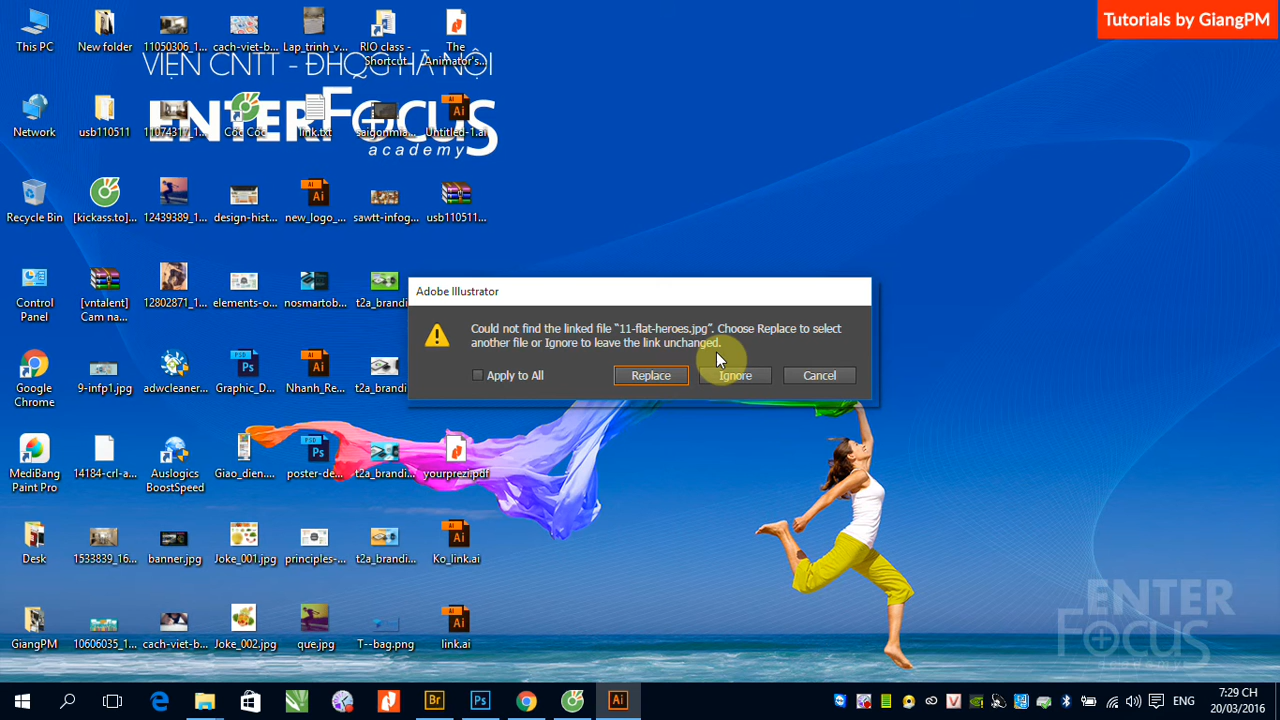 Tutorials by GiangPM
VIỆN CNTT - ĐHQG HÀ NỘI
ENTERFOCUS
academy
This PC
New folder
11050306_1...
cach-viet-b...
Lap_trinh_v...
RIO class -
Shortcut
The
Animator's...
Network
usb110511
11074317_1...
Cốc Cốc
link.txt
saigonmia...
Untitled-1.ai
Recycle Bin
[kickass.to]...
12439389_1...
design-hist...
new_logo_...
sawtt-infog...
usb110511...
Control
Panel
[vntalent]
Cam na...
12802871_1...
elements-o...
nosmartob...
t2a_brandi...
Google
Chrome
9-infp1.jpg
adwcleaner...
Graphic_D...
Nhanh_Re...
t2a_brandi...
MediBang
Paint Pro
14184-crl-a...
Auslogics
BoostSpeed
Giao_dien....
poster-de...
t2a_brandi...
yourprezi.pdf
Desk
1533839_16...
banner.jpg
Joke_001.jpg
principles-...
t2a_brandi...
Ko_link.ai
GiangPM
10606035_1...
cach-viet-b...
Joke_002.jpg
que.jpg
T--bag.png
link.ai
Adobe Illustrator
Could not find the linked file “11-flat-heroes.jpg”. Choose Replace to select
another file or Ignore to leave the link unchanged.
Apply to All
Replace
Ignore
Cancel
ENTER
FOCUS
ENG
7:29 CH
20/03/2016